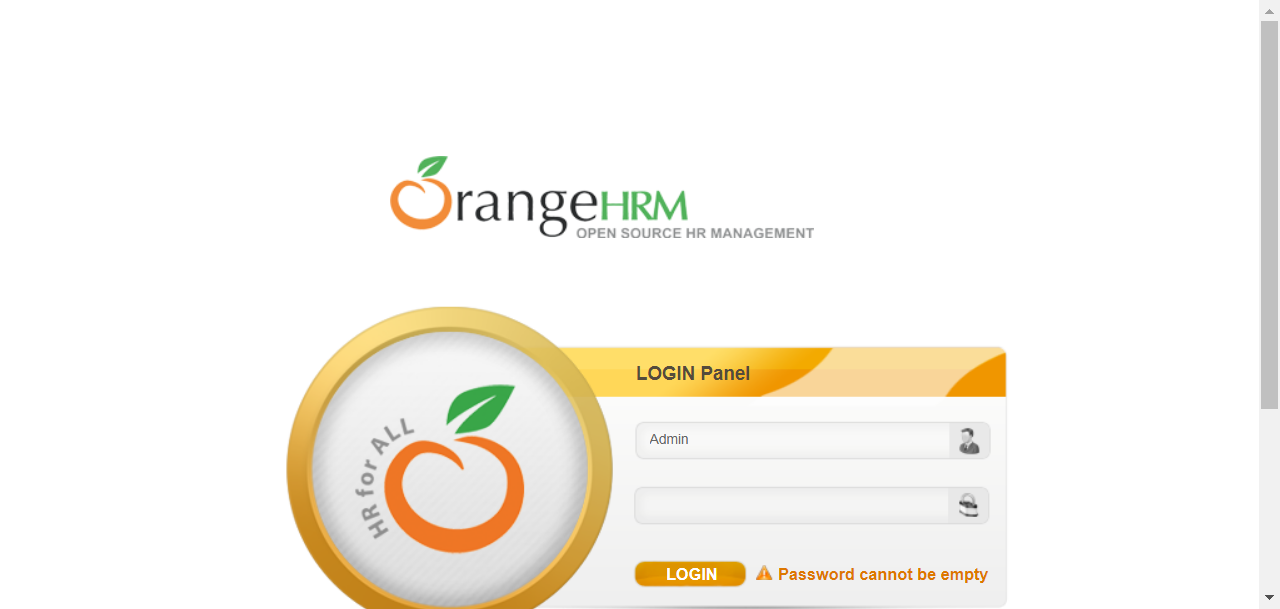 OrangeHRM
OPEN SOURCE HR MANAGEMENT
LOGIN Panel
HR for ALL
Admin
LOGIN
Password cannot be empty